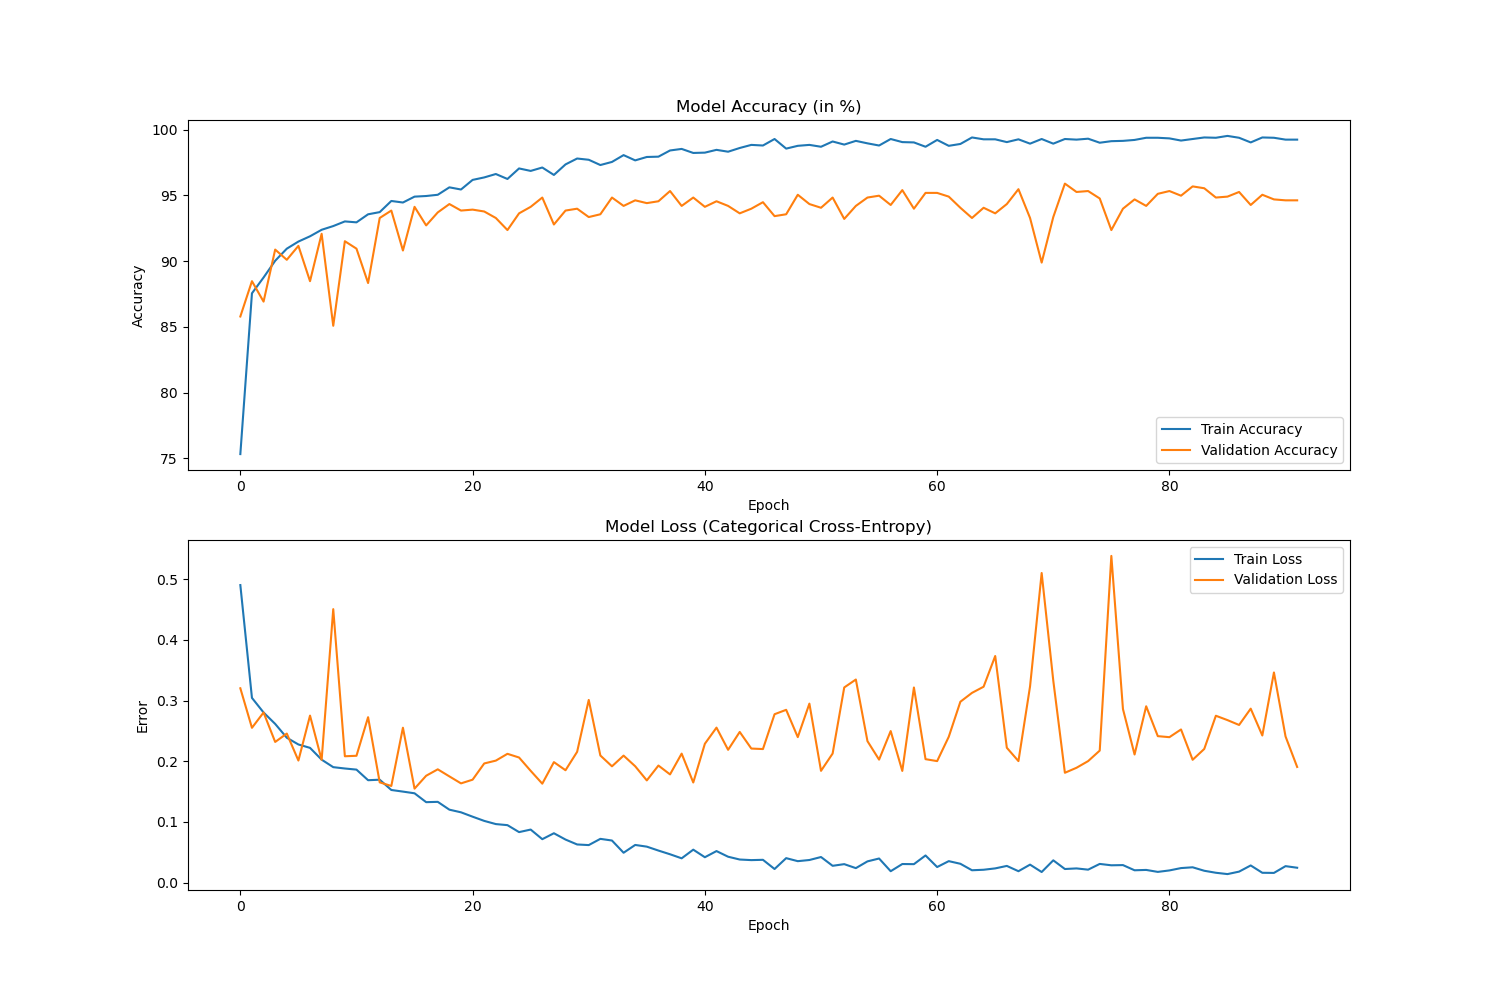 Model Accuracy (in %)
100
95
90
85
80
75
Accuracy
Train Accuracy
Validation Accuracy
0 20 40 60 80
Epoch
Model Loss (Categorical Cross-Entropy)
Train Loss
Validation Loss
0.5
0.4
0.3
0.2
0.1
0.0
Error
0 20 40 60 80
Epoch